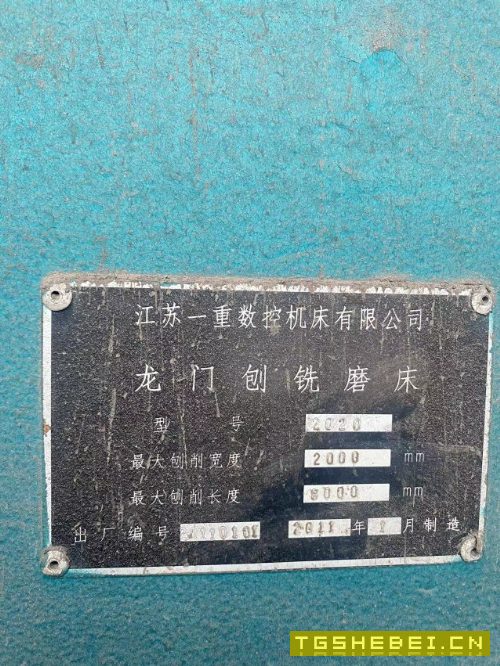 江苏一重数控机床有限公司
龙门刨铣磨床
型号 2020
最大刨削宽度 2000 mm
最大刨削长度 8000 mm
出厂编号 2011 年 月制造
TGSHEBEI.CN